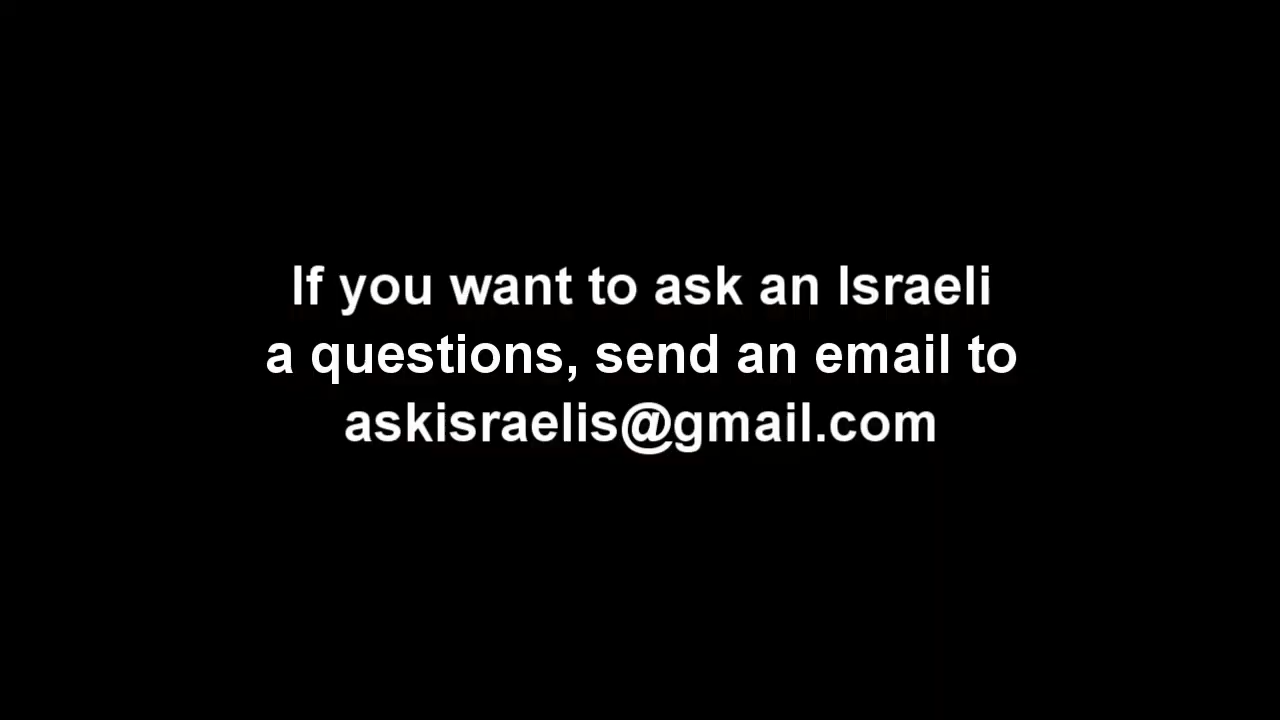 If you want to ask an Israeli
a questions, send an email to
askisraelis@gmail.com